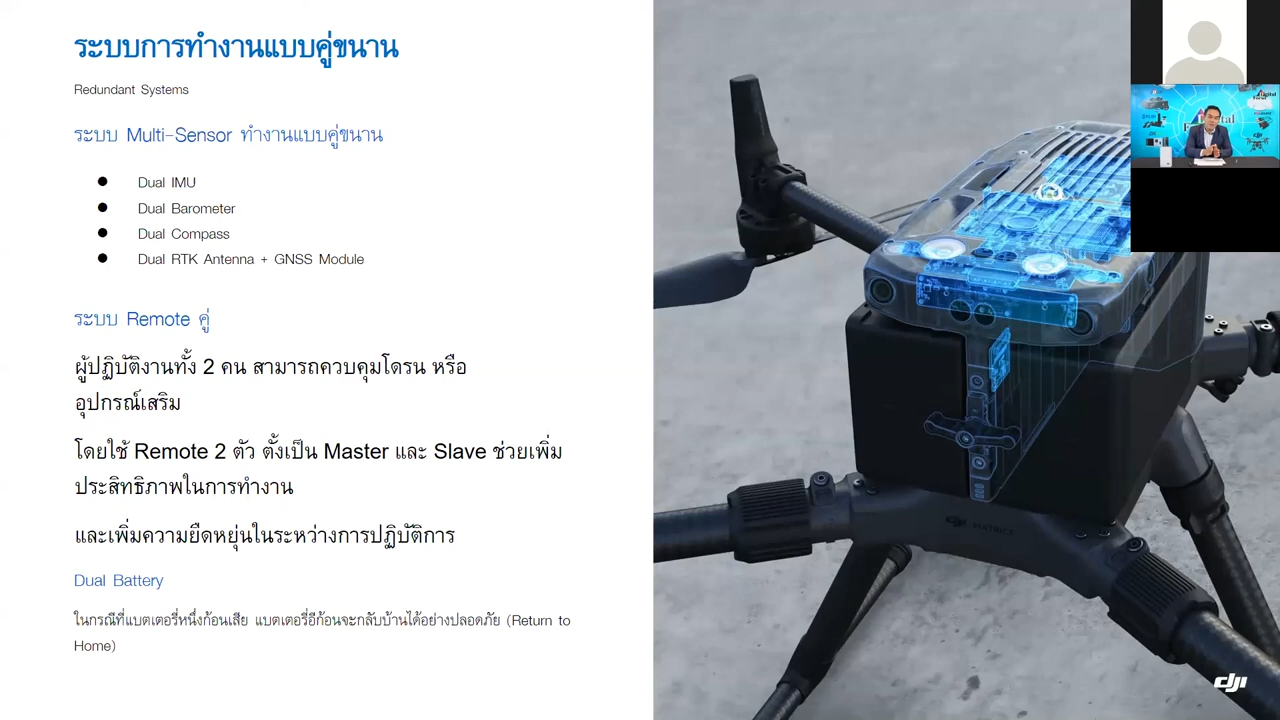 ระบบการทำงานแบบคู่ขนาน
Redundant Systems
ระบบ Multi-Sensor ทำงานแบบคู่ขนาน
● Dual IMU
● Dual Barometer
● Dual Compass
● Dual RTK Antenna + GNSS Module
ระบบ Remote คู่
ผู้ปฏิบัติงานทั้ง 2 คน สามารถควบคุมโดรน หรือ
อุปกรณ์เสริม
โดยใช้ Remote 2 ตัว ตั้งเป็น Master และ Slave ช่วยเพิ่ม
ประสิทธิภาพในการทำงาน
และเพิ่มความยืดหยุ่นในระหว่างการปฏิบัติการ
Dual Battery
ในกรณีที่แบตเตอรี่หนึ่งก้อนเสีย แบตเตอรี่อีก้อนจะกลับบ้านได้อย่างปลอดภัย (Return to
Home)
dji MATRICE
dji